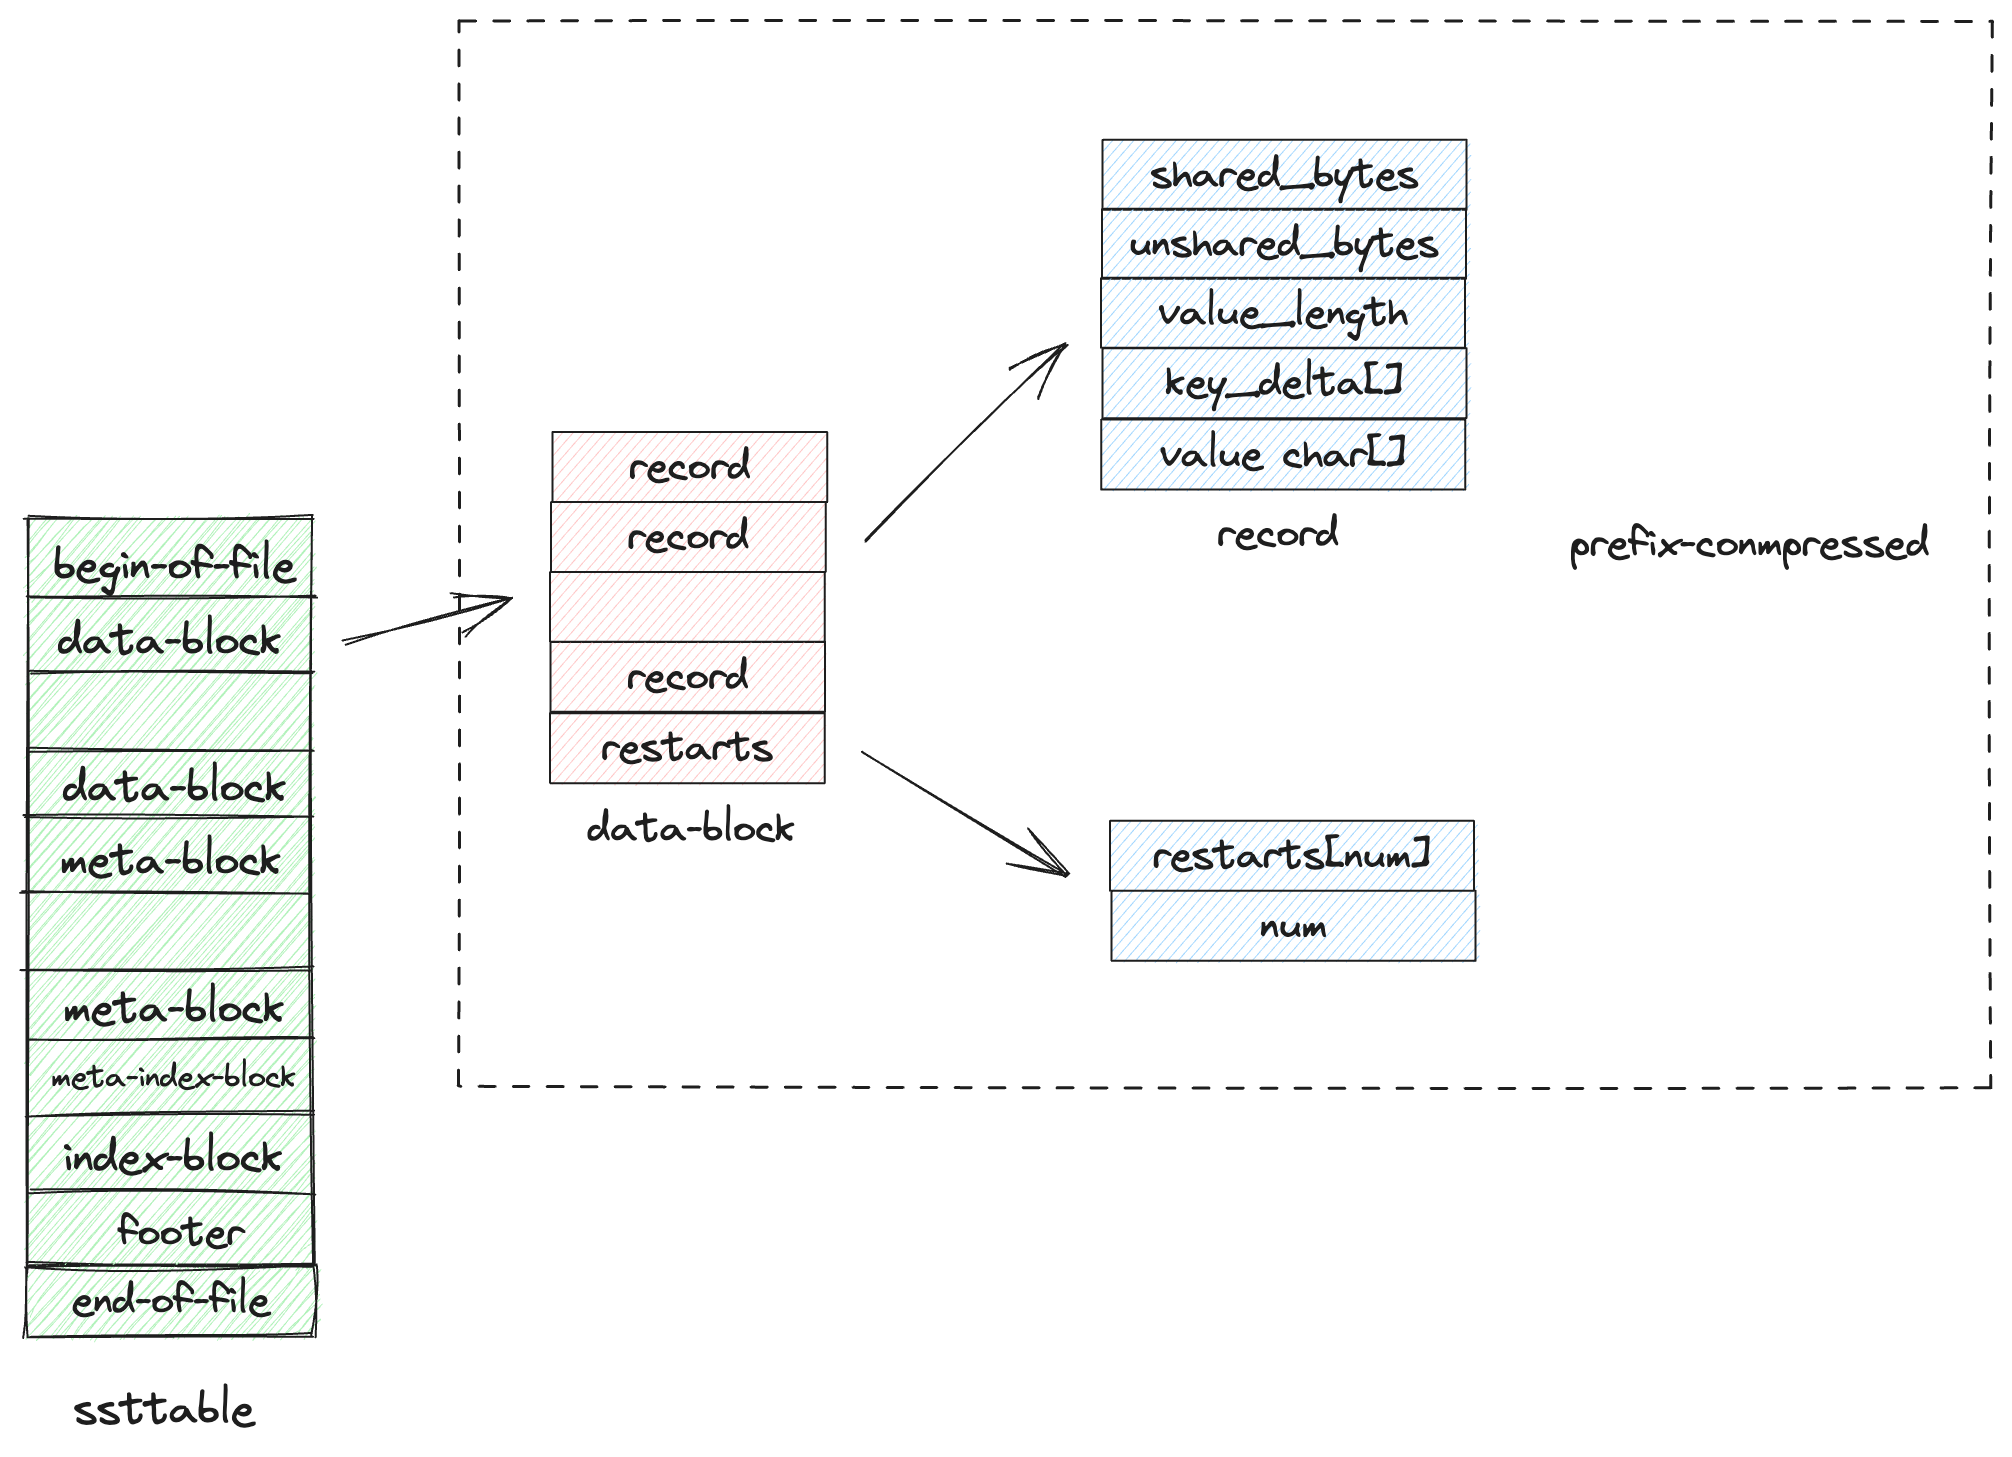 begin-of-file
data-block
data-block
meta-block
meta-block
meta-index-block
index-block
footer
end-of-file
ssttable
record
record
record
restarts
data-block
shared_bytes
unshared_bytes
value_length
key_delta[]
value char[]
record
prefix-conmpressed
restarts[num]
num